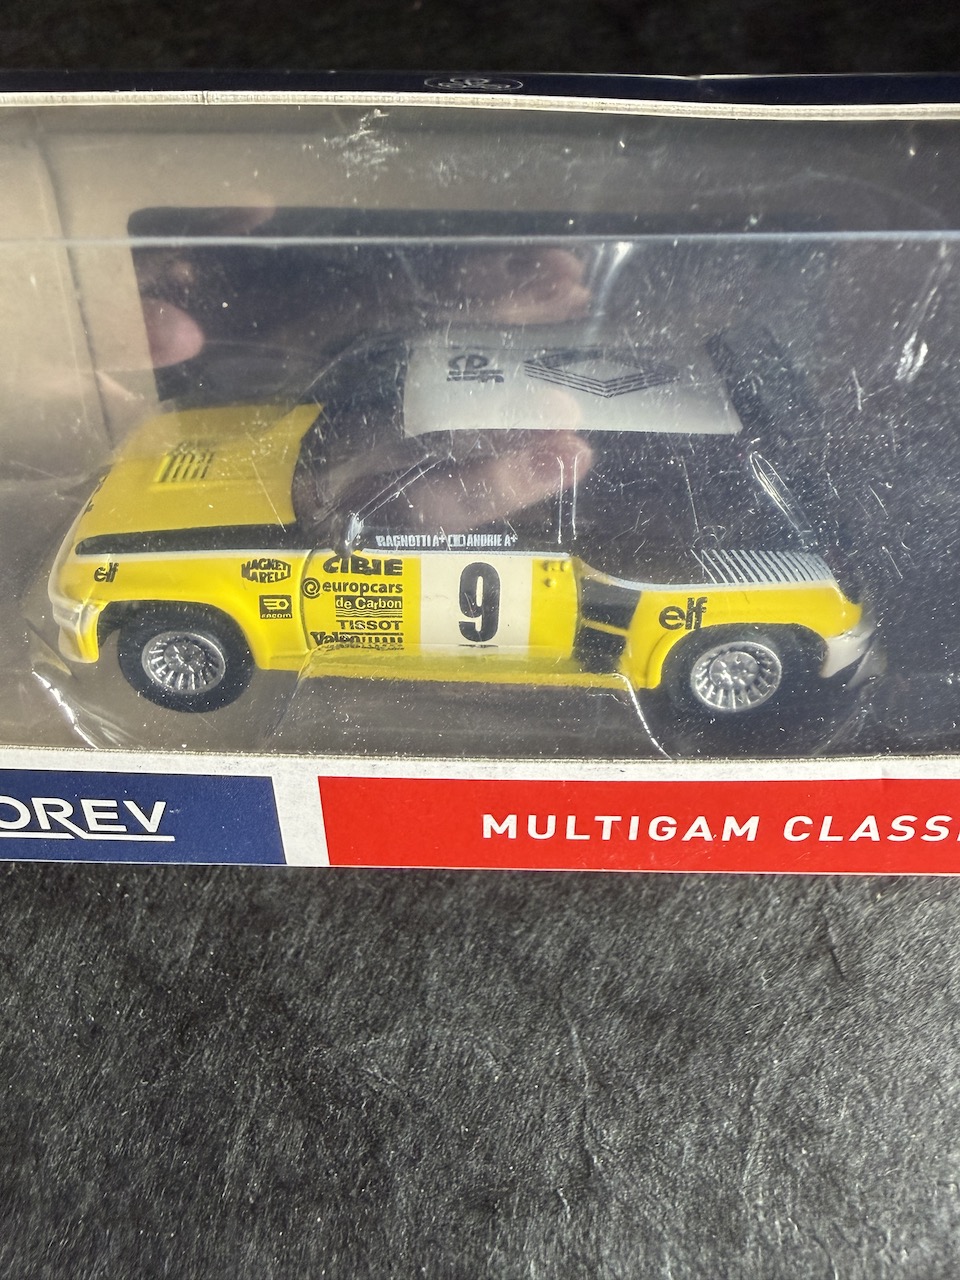 RAGNOTTI A+ ANDRIE A+
elf
MAGNETI
MARELLI
FACOM
CIBIE
europcars
de Carbon
TISSOT
9
elf
OREV
MULTIGAM CLASS